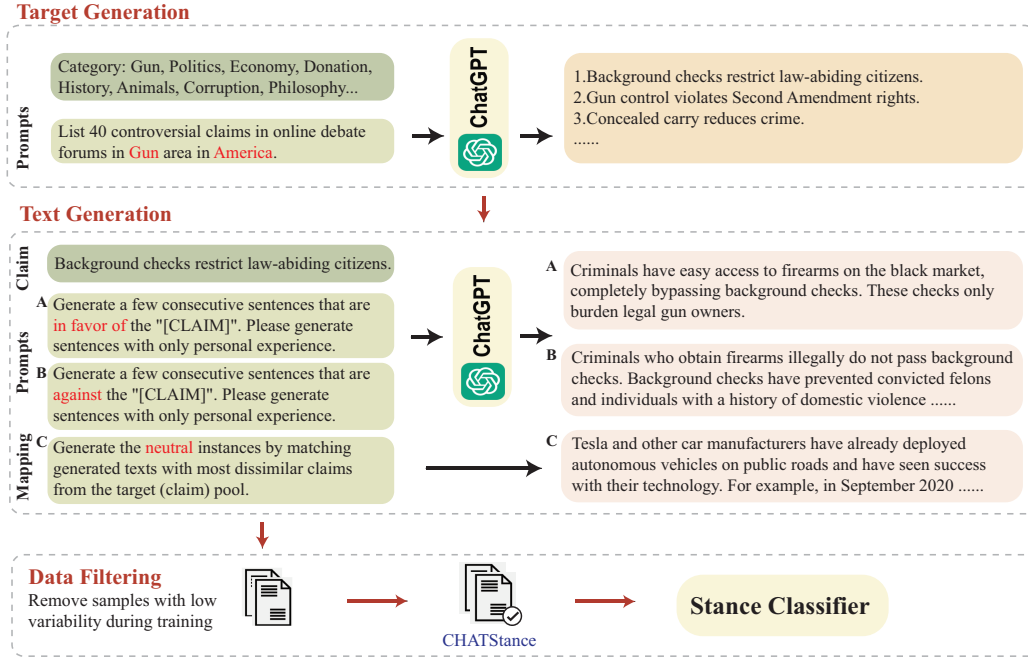 Target Generation
Prompts
Category: Gun, Politics, Economy, Donation,
History, Animals, Corruption, Philosophy...
List 40 controversial claims in online debate
forums in Gun area in America.
ChatGPT
1.Background checks restrict law-abiding citizens.
2.Gun control violates Second Amendment rights.
3.Concealed carry reduces crime.
......
Text Generation
Claim
Background checks restrict law-abiding citizens.
Prompts
A
Generate a few consecutive sentences that are
in favor of the "[CLAIM]". Please generate
sentences with only personal experience.
B
Generate a few consecutive sentences that are
against the "[CLAIM]". Please generate
sentences with only personal experience.
Mapping
C
Generate the neutral instances by matching
generated texts with most dissimilar claims
from the target (claim) pool.
ChatGPT
A
Criminals have easy access to firearms on the black market,
completely bypassing background checks. These checks only
burden legal gun owners.
B
Criminals who obtain firearms illegally do not pass background
checks. Background checks have prevented convicted felons
and individuals with a history of domestic violence ......
C
Tesla and other car manufacturers have already deployed
autonomous vehicles on public roads and have seen success
with their technology. For example, in September 2020 ......
Data Filtering
Remove samples with low
variability during training
CHATStance
Stance Classifier